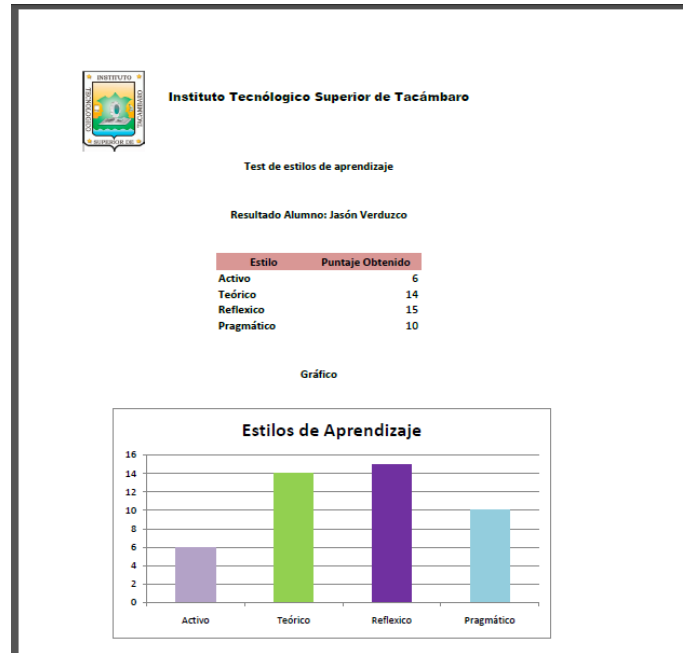 INSTITUTO
TECNOLÓGICO
TACÁMBARO
SUPERIOR DE
Instituto Tecnólogico Superior de Tacámbaro
Test de estilos de aprendizaje
Resultado Alumno: Jasón Verduzco
Estilo Puntaje Obtenido
Activo 6
Teórico 14
Reflexico 15
Pragmático 10
Gráfico
Estilos de Aprendizaje
16
14
12
10
8
6
4
2
0
Activo Teórico Reflexico Pragmático